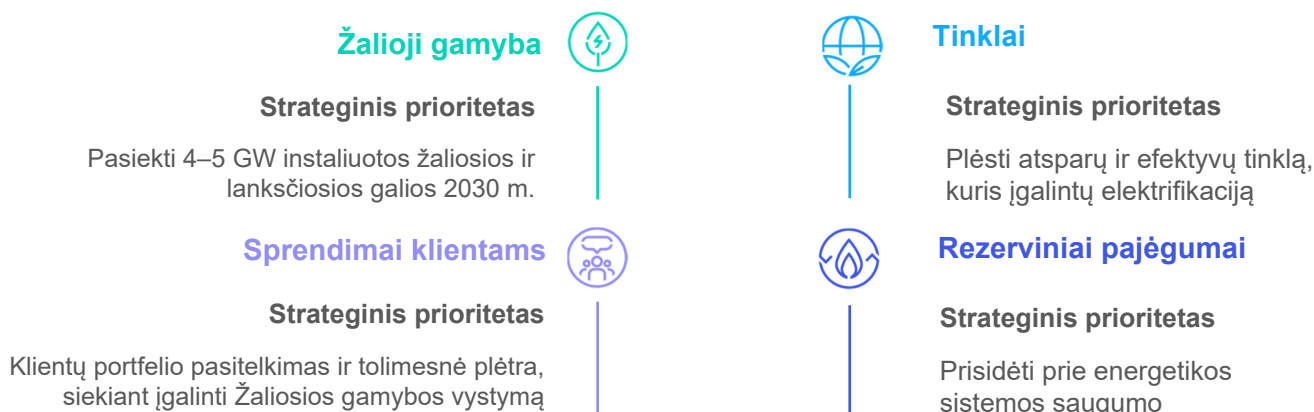 Žalioji gamyba
Strateginis prioritetas
Pasiekti 4–5 GW instaliuotos žaliosios ir
lanksčiosios galios 2030 m.
Tinklai
Strateginis prioritetas
Plėsti atsparų ir efektyvų tinklą,
kuris įgalintų elektrifikaciją
Sprendimai klientams
Strateginis prioritetas
Klientų portfelio pasitelkimas ir tolimesnė plėtra,
siekiant įgalinti Žaliosios gamybos vystymą
Rezerviniai pajėgumai
Strateginis prioritetas
Prisidėti prie energetikos
sistemos saugumo